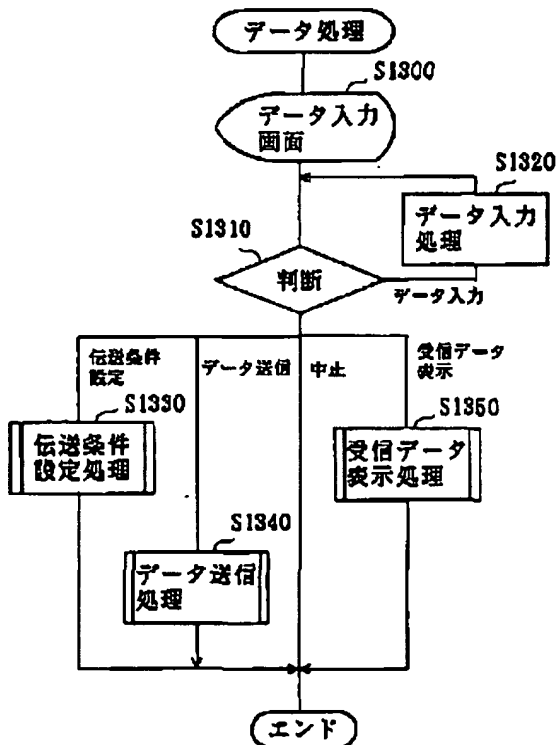 データ処理
S1300
データ入力
画面
S1320
データ入力
処理
S1310
判断
データ入力
伝送条件
設定
データ送信
中止
受信データ
表示
S1330
伝送条件
設定処理
S1350
受信データ
表示処理
S1340
データ送信
処理
エンド